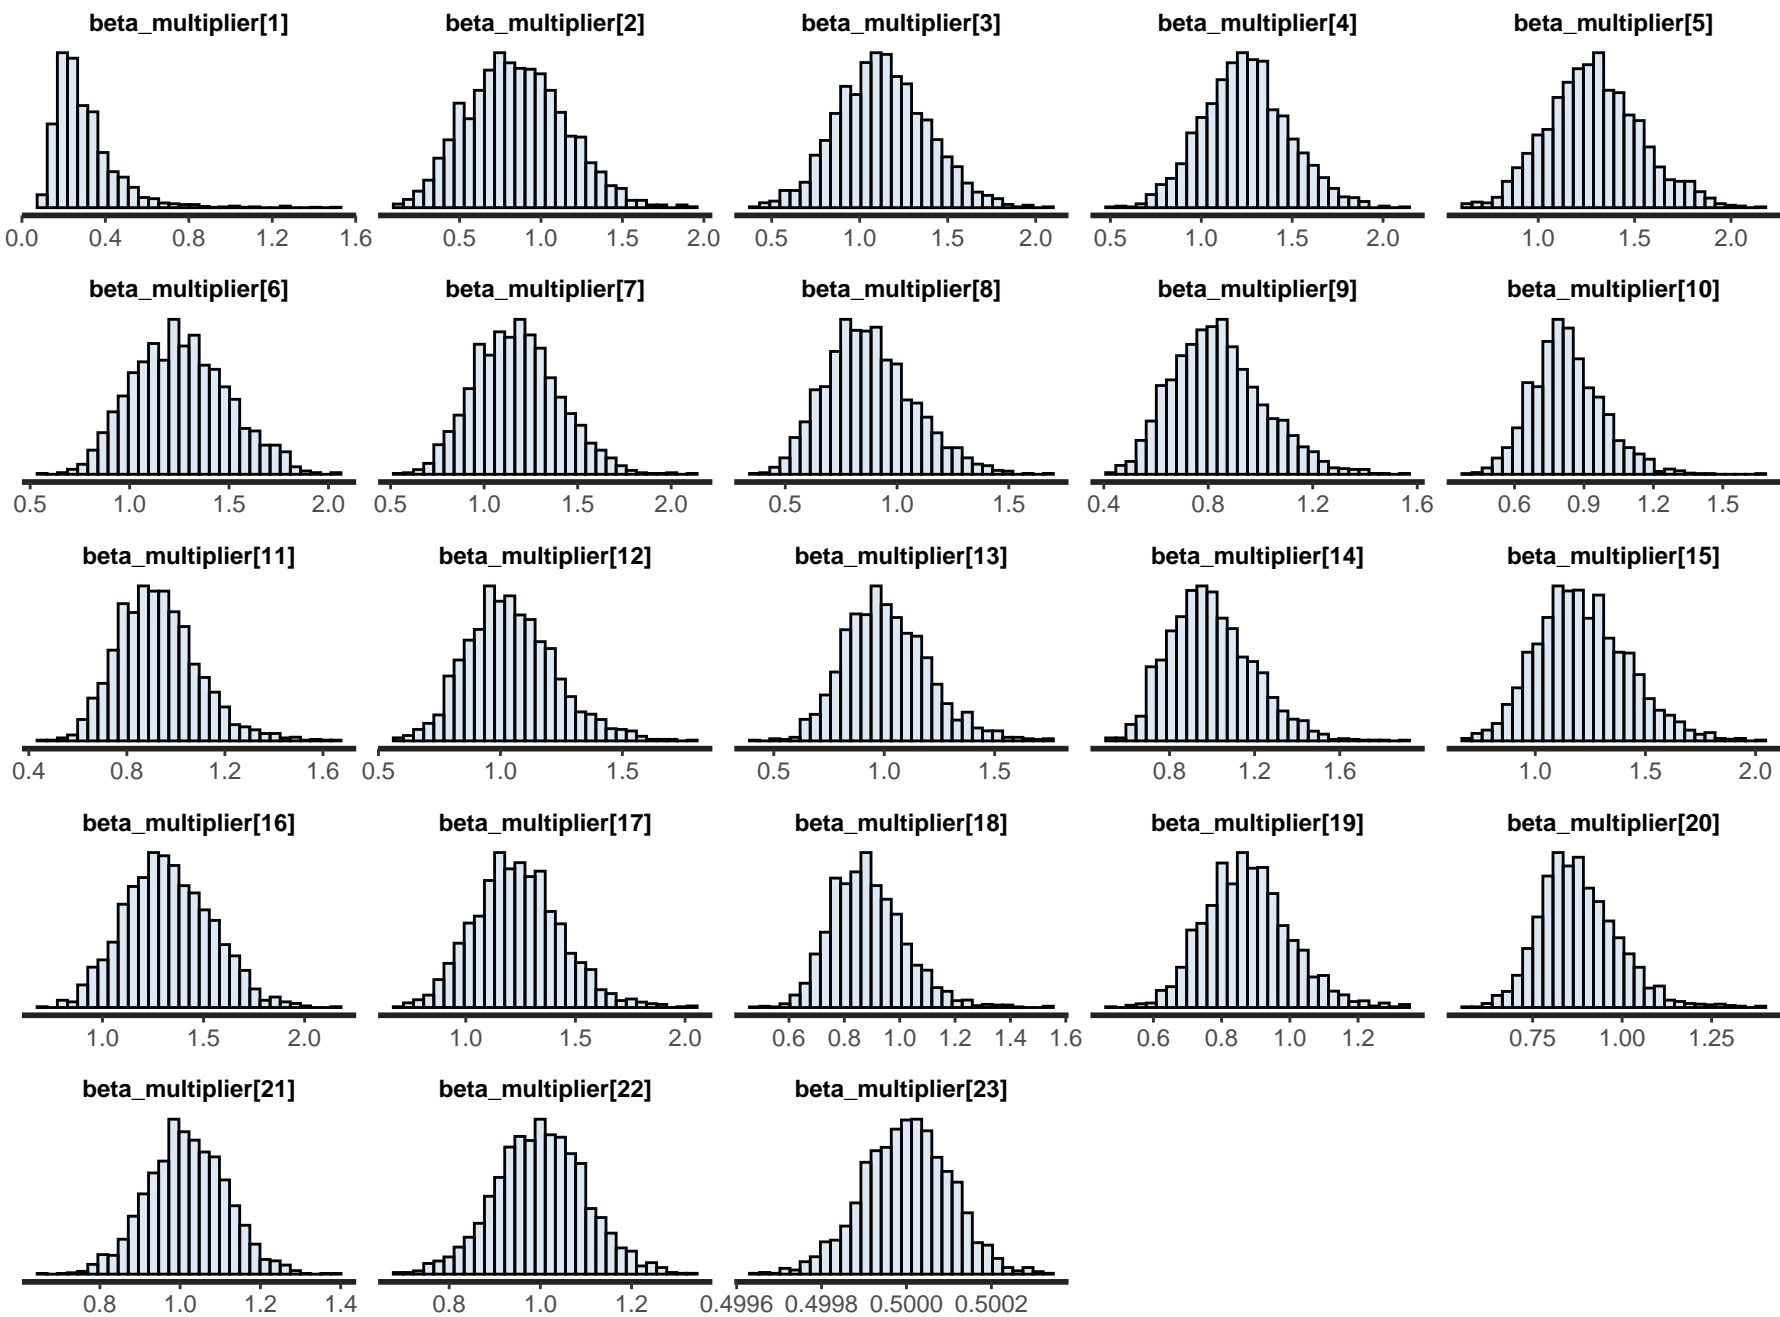 beta_multiplier[1] beta_multiplier[2] beta_multiplier[3] beta_multiplier[4] beta_multiplier[5]
0.0 0.4 0.8 1.2 1.6 0.5 1.0 1.5 2.0 0.5 1.0 1.5 2.0 0.5 1.0 1.5 2.0 1.0 1.5 2.0
beta_multiplier[6] beta_multiplier[7] beta_multiplier[8] beta_multiplier[9] beta_multiplier[10]
0.5 1.0 1.5 2.0 0.5 1.0 1.5 2.0 0.5 1.0 1.5 0.4 0.8 1.2 1.6 0.6 0.9 1.2 1.5
beta_multiplier[11] beta_multiplier[12] beta_multiplier[13] beta_multiplier[14] beta_multiplier[15]
0.4 0.8 1.2 1.6 0.5 1.0 1.5 0.5 1.0 1.5 0.8 1.2 1.6 1.0 1.5 2.0
beta_multiplier[16] beta_multiplier[17] beta_multiplier[18] beta_multiplier[19] beta_multiplier[20]
1.0 1.5 2.0 1.0 1.5 2.0 0.6 0.8 1.0 1.2 1.4 1.6 0.6 0.8 1.0 1.2 0.75 1.00 1.25
beta_multiplier[21] beta_multiplier[22] beta_multiplier[23]
0.8 1.0 1.2 1.4 0.8 1.0 1.2 0.4996 0.4998 0.5000 0.5002